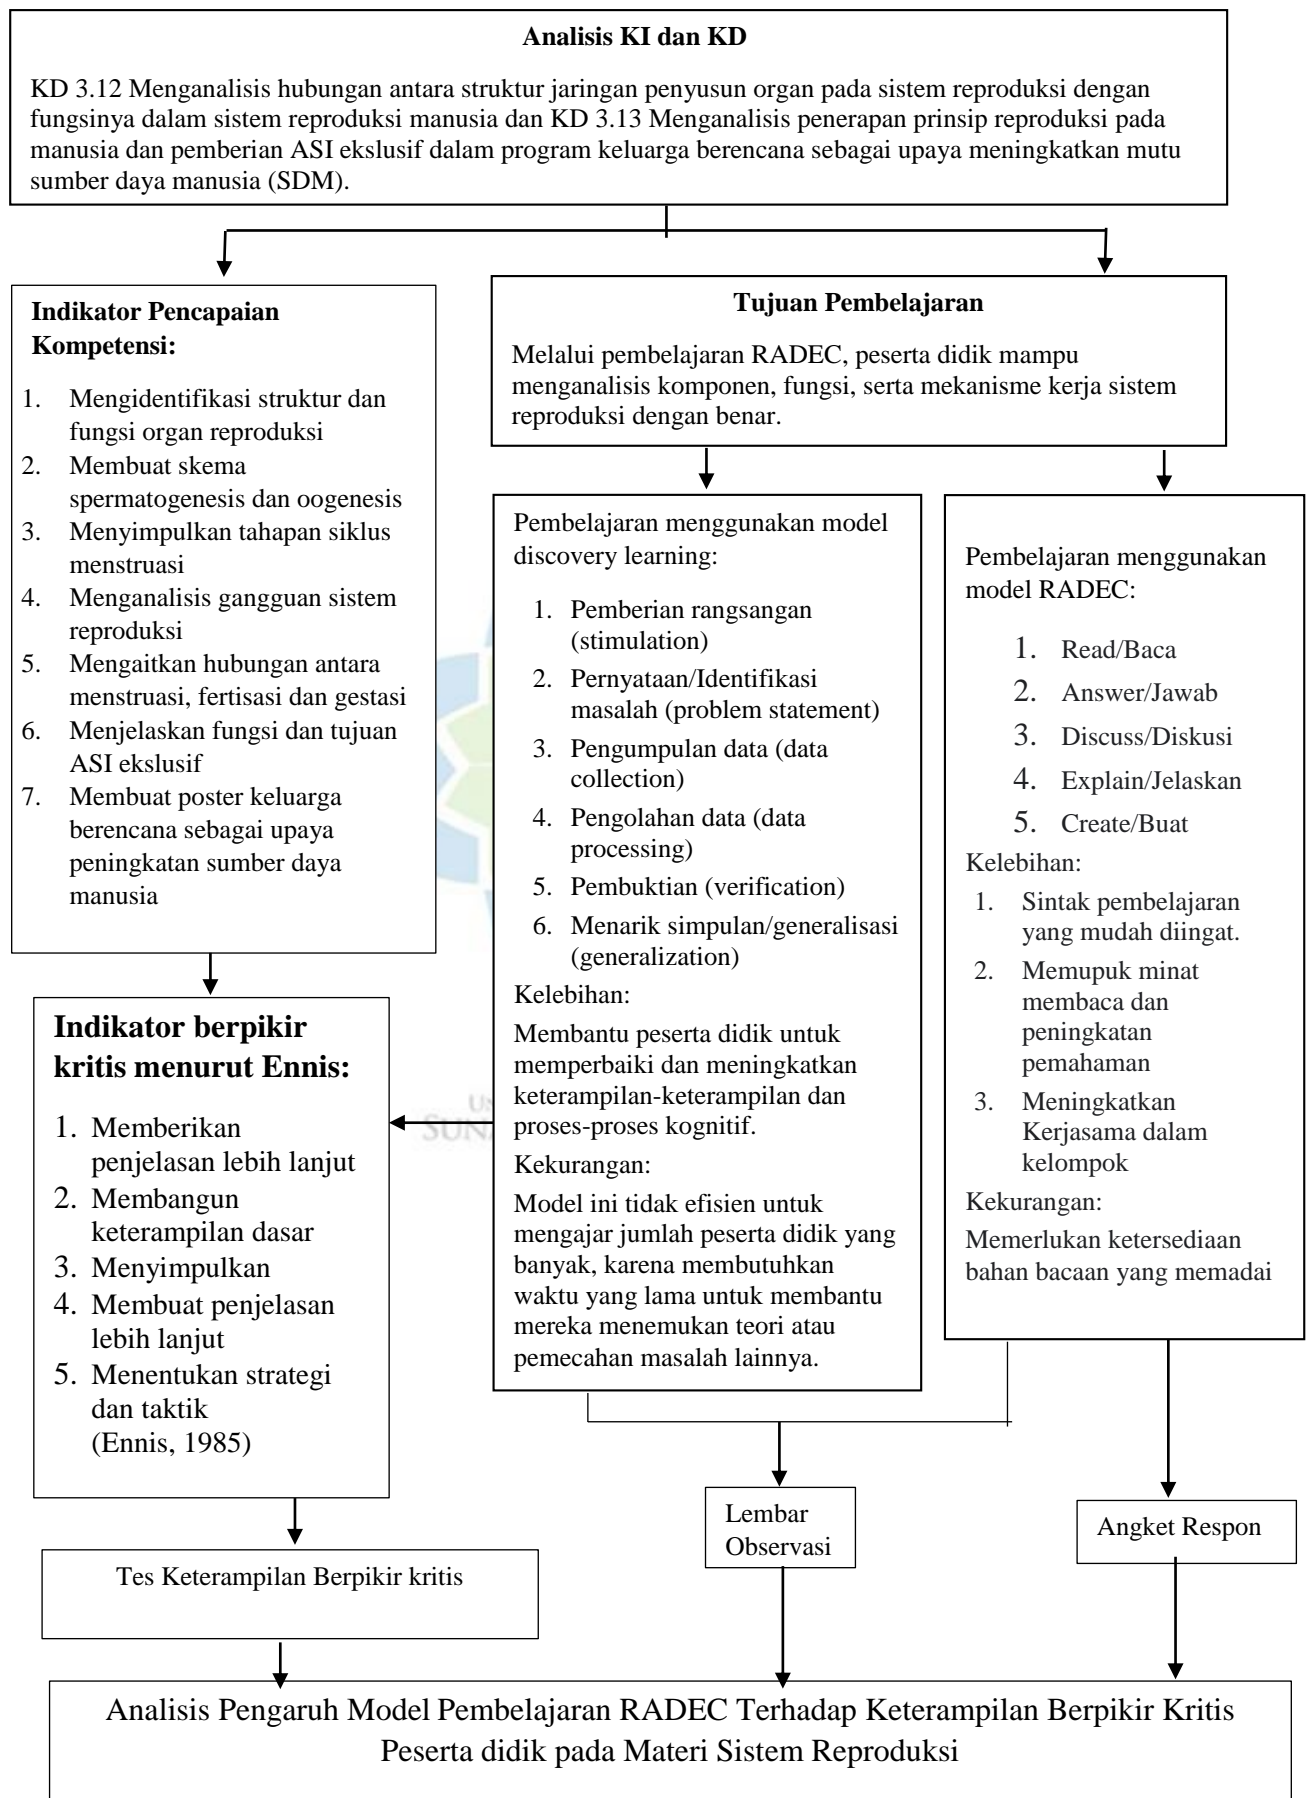 Analisis KI dan KD
KD 3.12 Menganalisis hubungan antara struktur jaringan penyusun organ pada sistem reproduksi dengan
fungsinya dalam sistem reproduksi manusia dan KD 3.13 Menganalisis penerapan prinsip reproduksi pada
manusia dan pemberian ASI ekslusif dalam program keluarga berencana sebagai upaya meningkatkan mutu
sumber daya manusia (SDM).
Indikator Pencapaian
Kompetensi:
1. Mengidentifikasi struktur dan
fungsi organ reproduksi
2. Membuat skema
spermatogenesis dan oogenesis
3. Menyimpulkan tahapan siklus
menstruasi
4. Menganalisis gangguan sistem
reproduksi
5. Mengaitkan hubungan antara
menstruasi, fertisasi dan gestasi
6. Menjelaskan fungsi dan tujuan
ASI ekslusif
7. Membuat poster keluarga
berencana sebagai upaya
peningkatan sumber daya
manusia
Tujuan Pembelajaran
Melalui pembelajaran RADEC, peserta didik mampu
menganalisis komponen, fungsi, serta mekanisme kerja sistem
reproduksi dengan benar.
Pembelajaran menggunakan model
discovery learning:
1. Pemberian rangsangan
(stimulation)
2. Pernyataan/Identifikasi
masalah (problem statement)
3. Pengumpulan data (data
collection)
4. Pengolahan data (data
processing)
5. Pembuktian (verification)
6. Menarik simpulan/generalisasi
(generalization)
Kelebihan:
Membantu peserta didik untuk
memperbaiki dan meningkatkan
keterampilan-keterampilan dan
proses-proses kognitif.
Kekurangan:
Model ini tidak efisien untuk
mengajar jumlah peserta didik yang
banyak, karena membutuhkan
waktu yang lama untuk membantu
mereka menemukan teori atau
pemecahan masalah lainnya.
Pembelajaran menggunakan
model RADEC:
1. Read/Baca
2. Answer/Jawab
3. Discuss/Diskusi
4. Explain/Jelaskan
5. Create/Buat
Kelebihan:
1. Sintak pembelajaran
yang mudah diingat.
2. Memupuk minat
membaca dan
peningkatan
pemahaman
3. Meningkatkan
Kerjasama dalam
kelompok
Kekurangan:
Memerlukan ketersediaan
bahan bacaan yang memadai
Indikator berpikir
kritis menurut Ennis:
1. Memberikan
penjelasan lebih lanjut
2. Membangun
keterampilan dasar
3. Menyimpulkan
4. Membuat penjelasan
lebih lanjut
5. Menentukan strategi
dan taktik
(Ennis, 1985)
Lembar
Observasi
Angket Respon
Tes Keterampilan Berpikir kritis
Analisis Pengaruh Model Pembelajaran RADEC Terhadap Keterampilan Berpikir Kritis
Peserta didik pada Materi Sistem Reproduksi